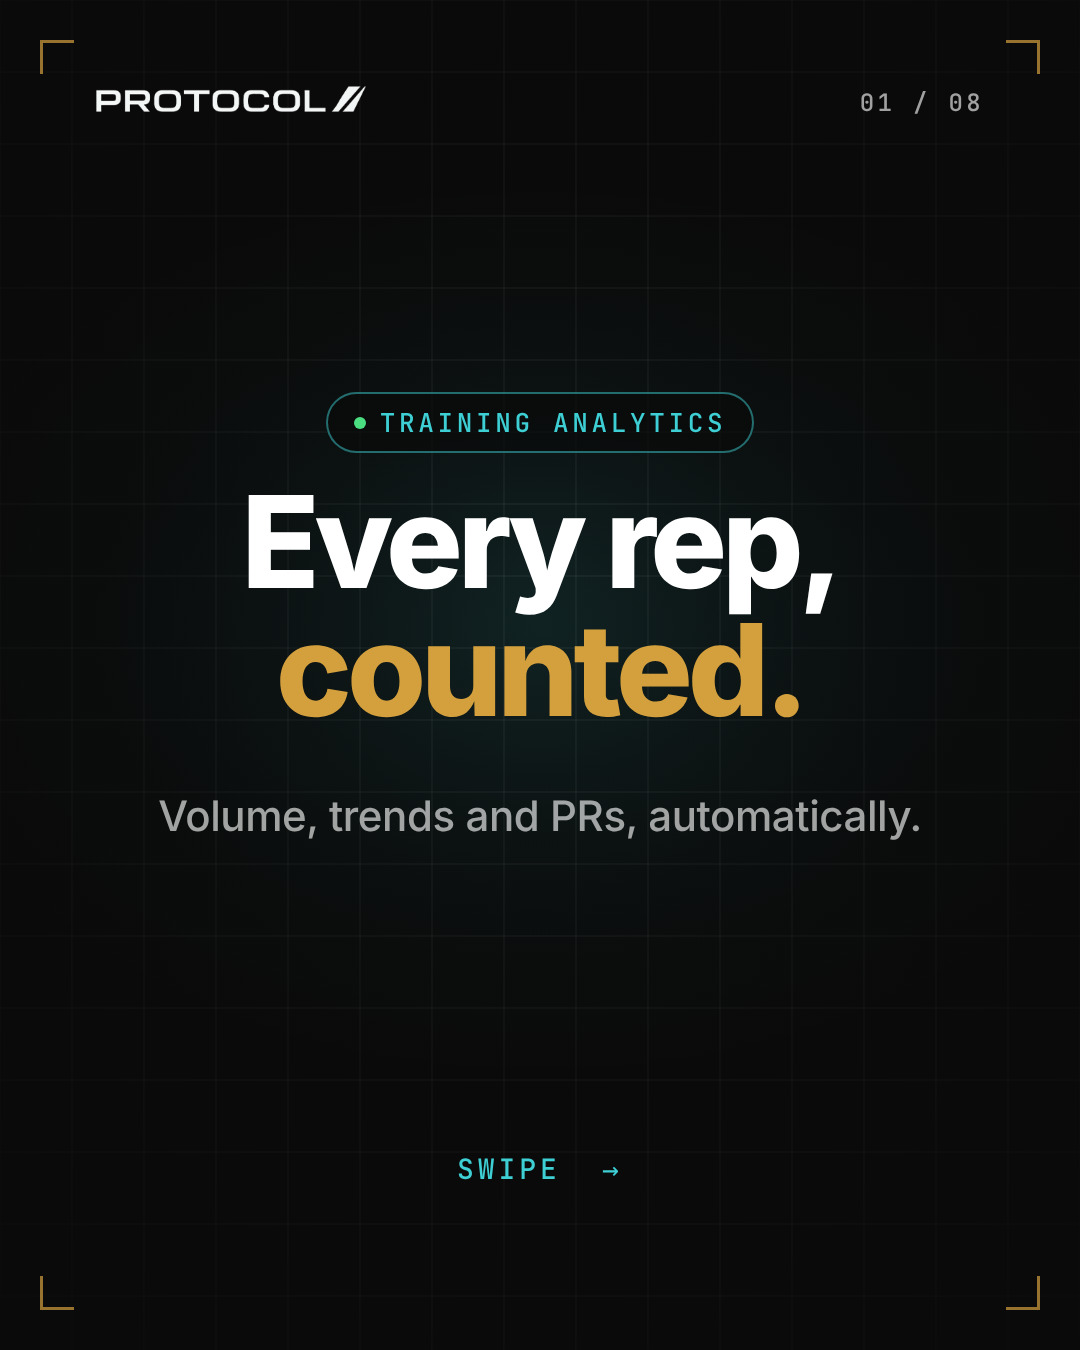 PROTOCOL
01 / 08
TRAINING ANALYTICS
Every rep,
counted.
Volume, trends and PRs, automatically.
SWIPE →